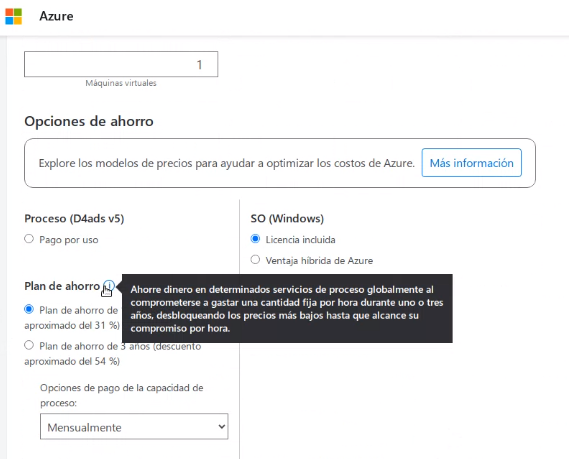 Azure
1
Máquinas virtuales
Opciones de ahorro
Explore los modelos de precios para ayudar a optimizar los costos de Azure.
Más información
Proceso (D4ads v5)
Pago por uso
SO (Windows)
Licencia incluida
Ventaja híbrida de Azure
Plan de ahorro
Ahorre dinero en determinados servicios de proceso globalmente al
comprometerse a gastar una cantidad fija por hora durante uno o tres
años, desbloqueando los precios más bajos hasta que alcance su
compromiso por hora.
Plan de ahorro de
aproximado del 31 %)
Plan de ahorro de 3 años (descuento
aproximado del 54 %)
Opciones de pago de la capacidad de
proceso:
Mensualmente